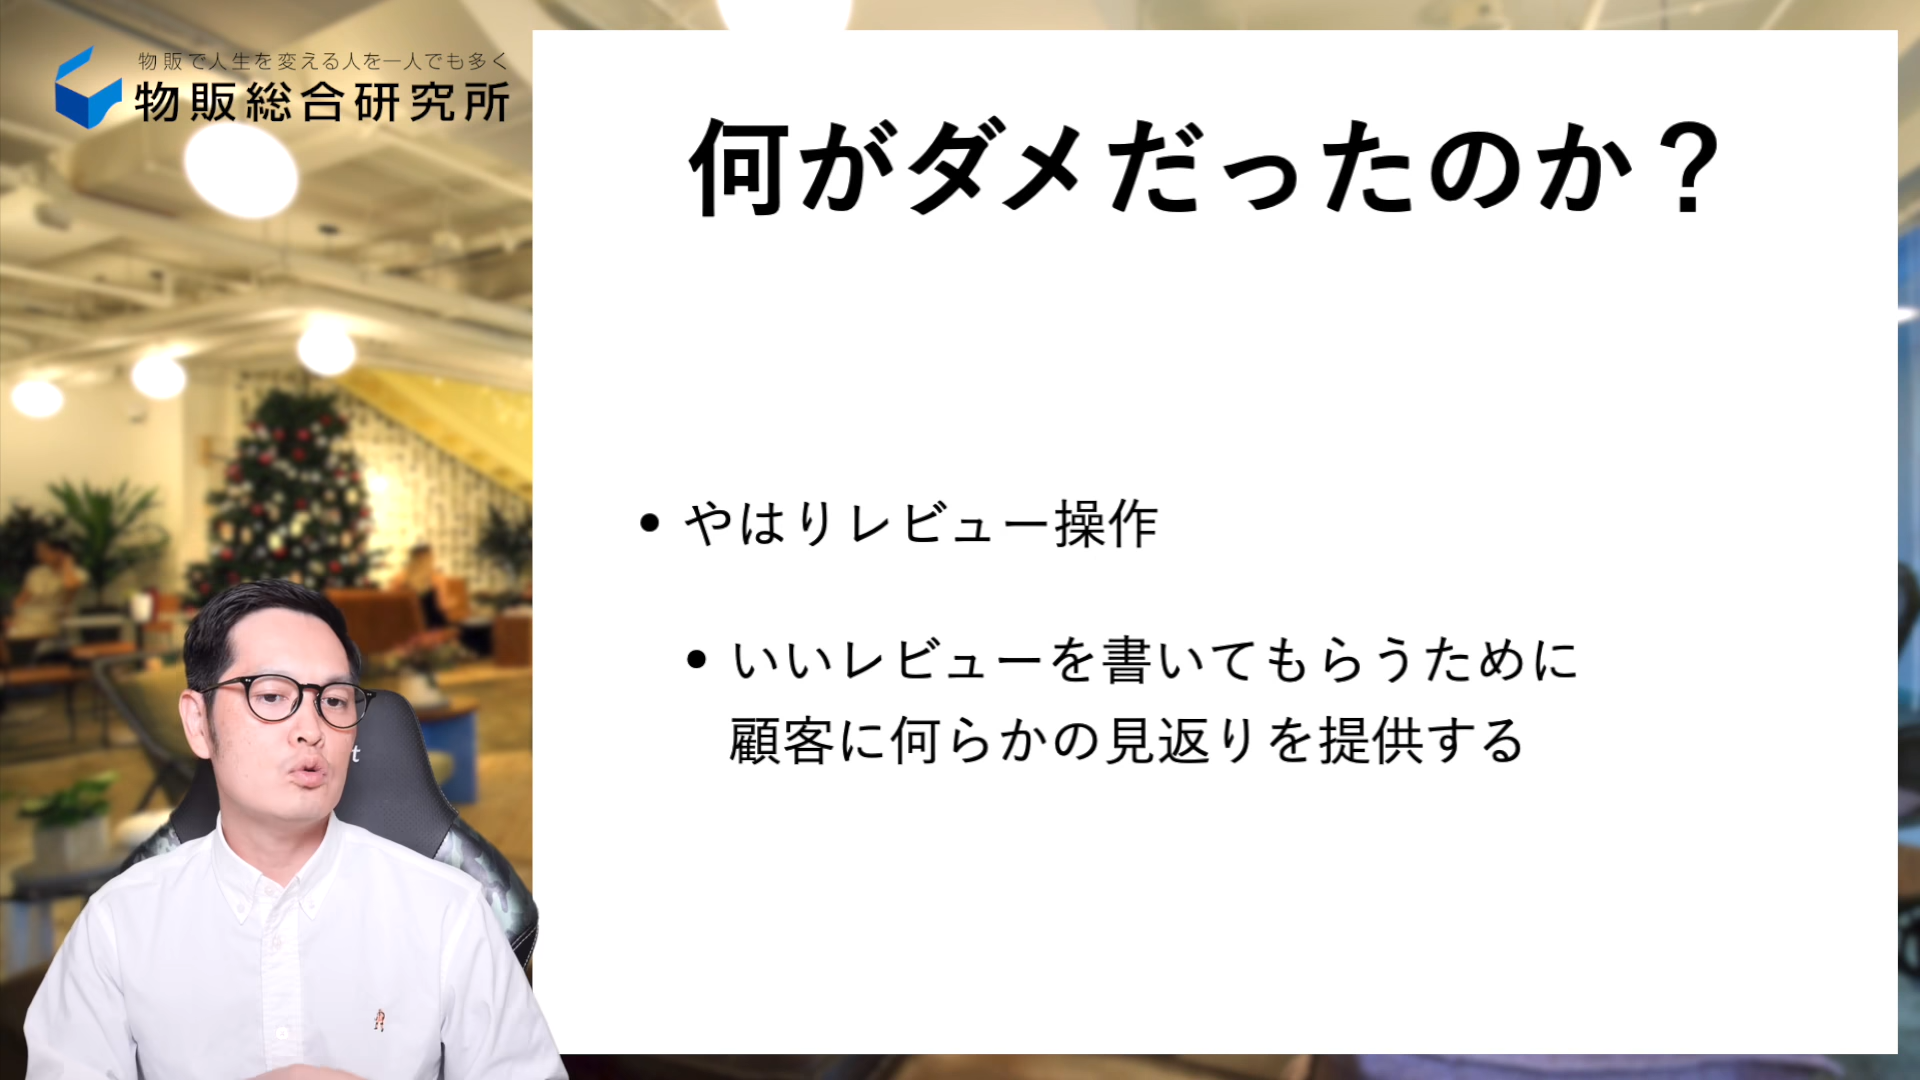 物販で人生を変える人を一人でも多く
物販総合研究所
何がダメだったのか？
• やはりレビュー操作
• いいレビューを書いてもらうために
顧客に何らかの見返りを提供する
t